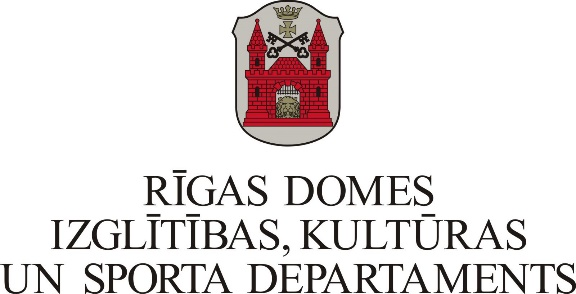 RĪGAS DOMES
IZGLĪTĪBAS, KULTŪRAS
UN SPORTA DEPARTAMENTS